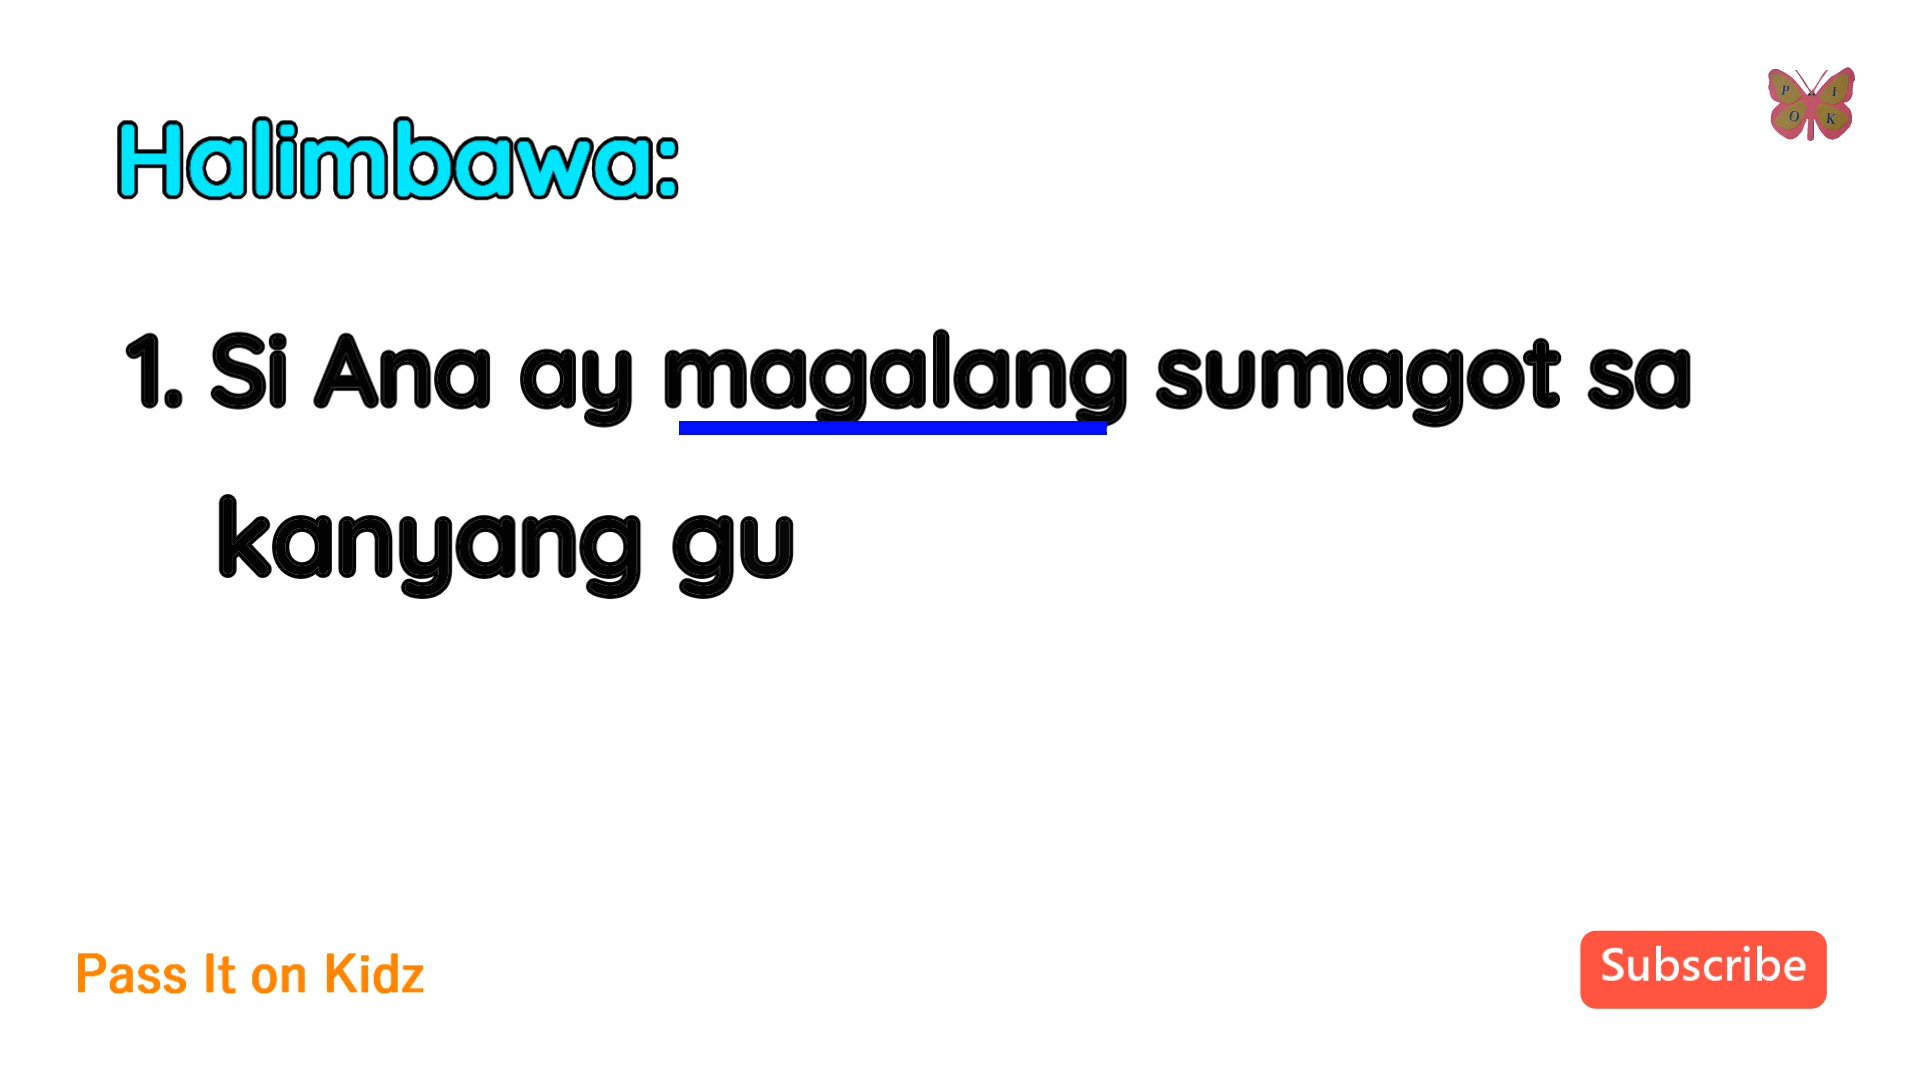 Halimbawa:
P I
O K
1. Si Ana ay magalang sumagot sa
kanyang gu
Pass It on Kidz
Subscribe